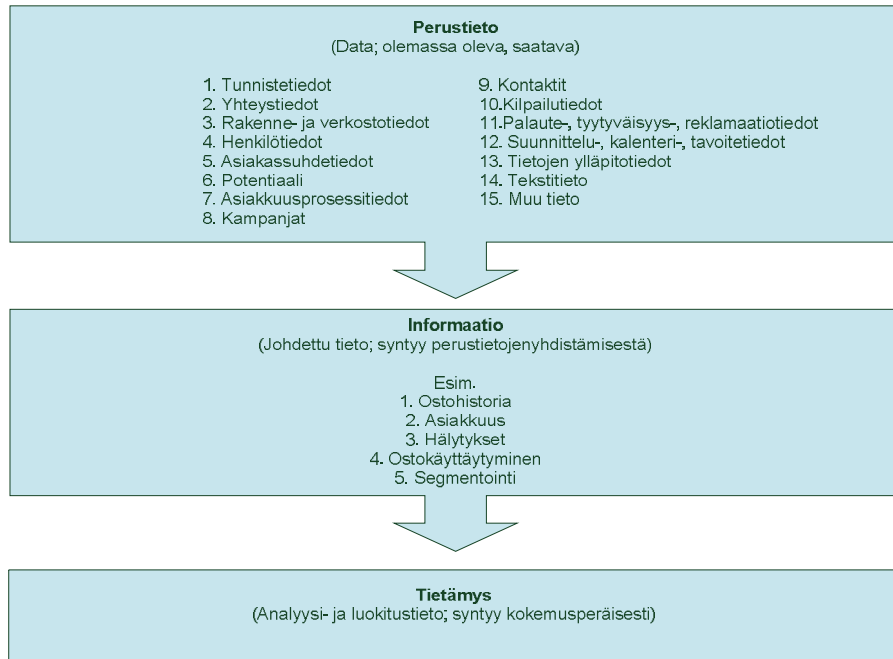 Perustieto
(Data; olemassa oleva, saatava)
1. Tunnistetiedot
2. Yhteystiedot
3. Rakenne- ja verkostotiedot
4. Henkilötiedot
5. Asiakassuhdetiedot
6. Potentiaali
7. Asiakkuusprosessitiedot
8. Kampanjat
9. Kontaktit
10.Kilpailutiedot
11.Palaute-, tyytyväisyys-, reklamaatiotiedot
12. Suunnittelu-, kalenteri-, tavoitetiedot
13. Tietojen ylläpitotiedot
14. Tekstitieto
15. Muu tieto
Informaatio
(Johdettu tieto; syntyy perustietojenyhdistämisestä)
Esim.
1. Ostohistoria
2. Asiakkuus
3. Hälytykset
4. Ostokäyttäytyminen
5. Segmentointi
Tietämys
(Analyysi- ja luokitustieto; syntyy kokemusperäisesti)